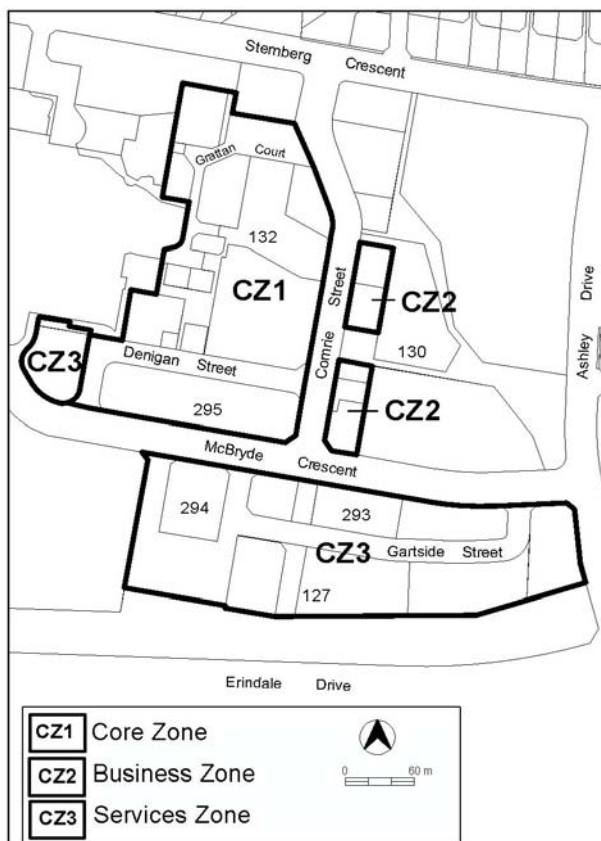 Stemberg Crescent
Grattan Court
132
CZ1
Street
CZ2
Ashley Drive
130
Comrie
CZ3
Denigan Street
CZ2
295
McBryde Crescent
294
293
CZ3
Gartside Street
127
Erindale Drive
CZ1 Core Zone
CZ2 Business Zone
0 60 m
CZ3 Services Zone